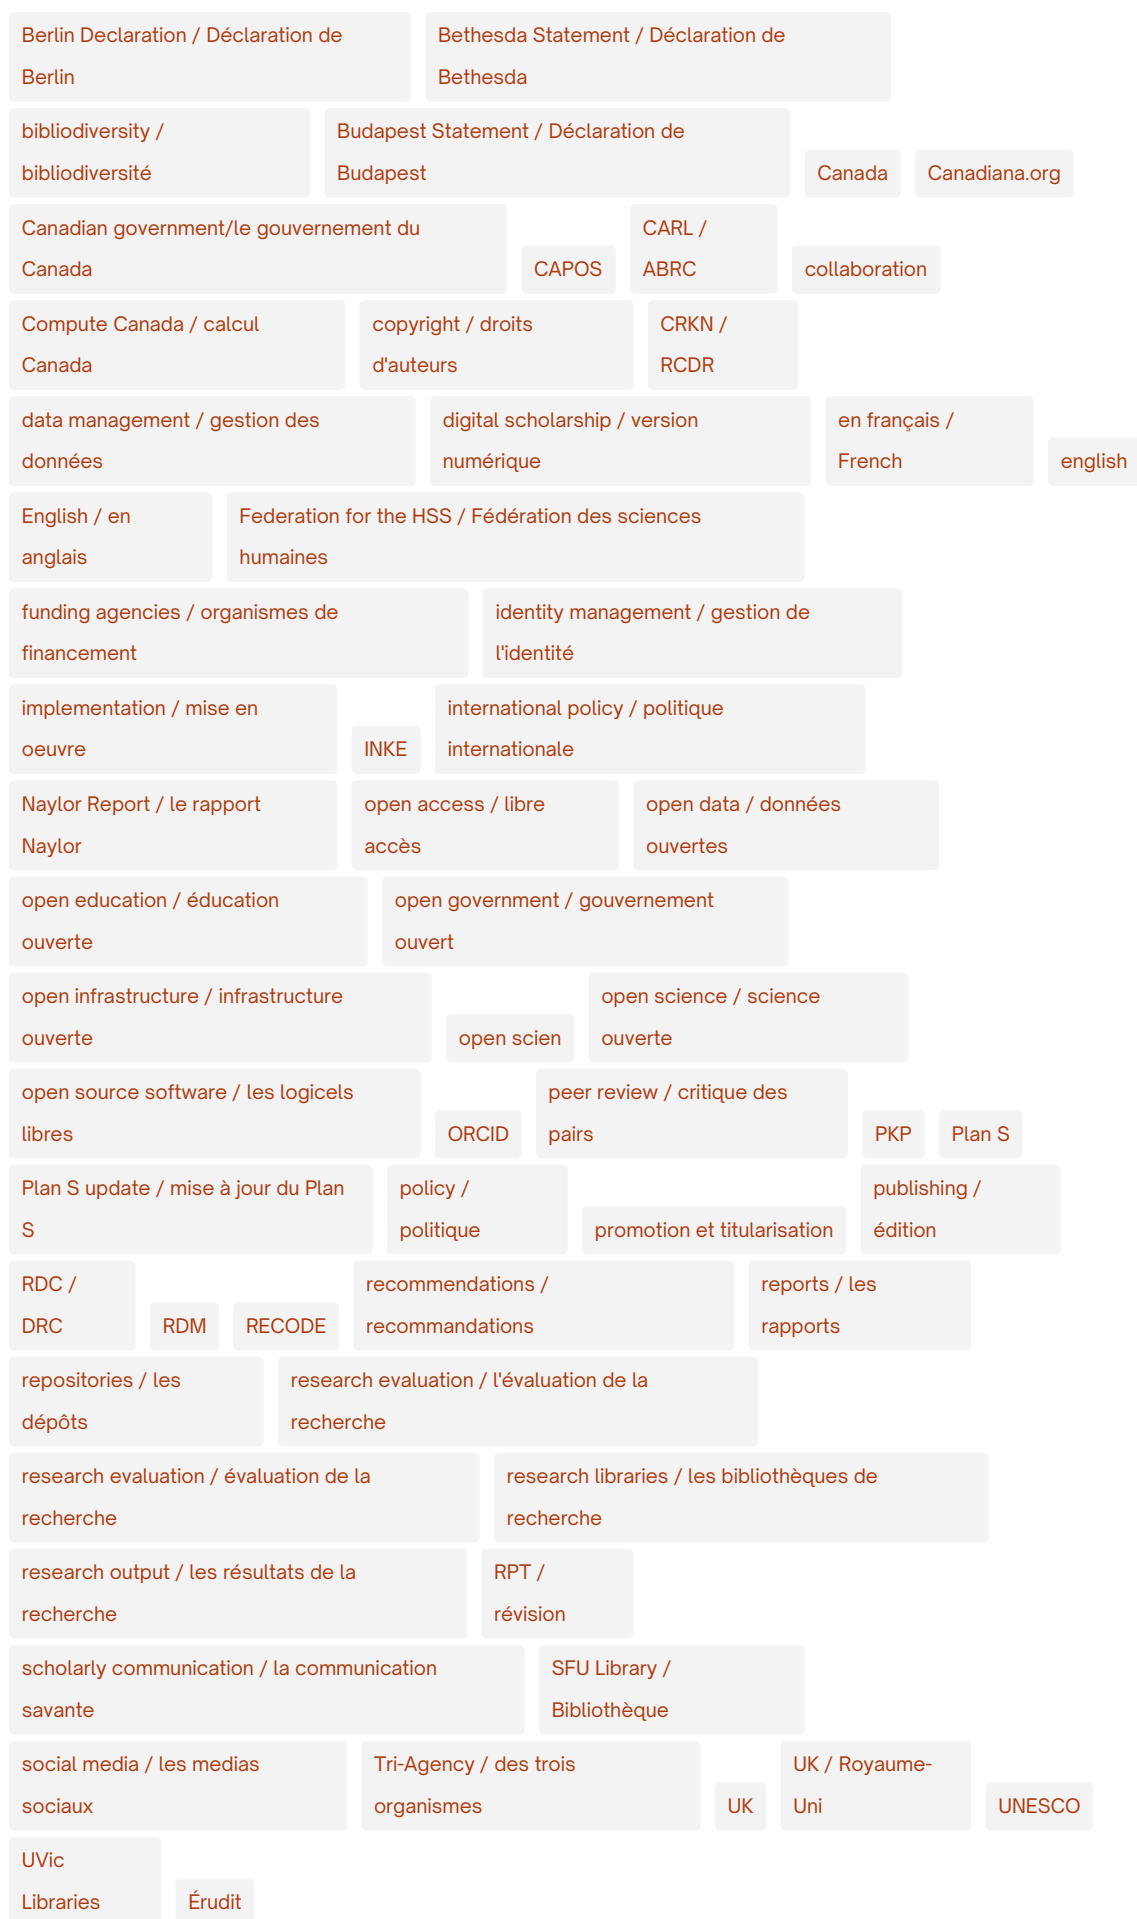 Berlin Declaration / Déclaration de
Berlin
Bethesda Statement / Déclaration de
Bethesda
bibliodiversity /
bibliodiversité
Budapest Statement / Déclaration de
Budapest
Canada
Canadiana.org
Canadian government/le gouvernement du
Canada
CAPOS
CARL /
ABRC
collaboration
Compute Canada / calcul
Canada
copyright / droits
d'auteurs
CRKN /
RCDR
data management / gestion des
données
digital scholarship / version
numérique
en français /
French
english
English / en
anglais
Federation for the HSS / Fédération des sciences
humaines
funding agencies / organismes de
financement
identity management / gestion de
l'identité
implementation / mise en
oeuvre
INKE
international policy / politique
internationale
Naylor Report / le rapport
Naylor
open access / libre
accès
open data / données
ouvertes
open education / éducation
ouverte
open government / gouvernement
ouvert
open infrastructure / infrastructure
ouverte
open scien
open science / science
ouverte
open source software / les logicels
libres
ORCID
peer review / critique des
pairs
PKP
Plan S
Plan S update / mise à jour du Plan
S
policy /
politique
promotion et titularisation
publishing /
édition
RDC /
DRC
RDM
RECODE
recommendations /
recommandations
reports / les
rapports
repositories / les
dépôts
research evaluation / l'évaluation de la
recherche
research evaluation / évaluation de la
recherche
research libraries / les bibliothèques de
recherche
research output / les résultats de la
recherche
RPT /
révision
scholarly communication / la communication
savante
SFU Library /
Bibliothèque
social media / les medias
sociaux
Tri-Agency / des trois
organismes
UK
UK / Royaume-
Uni
UNESCO
UVic
Libraries
Érudit